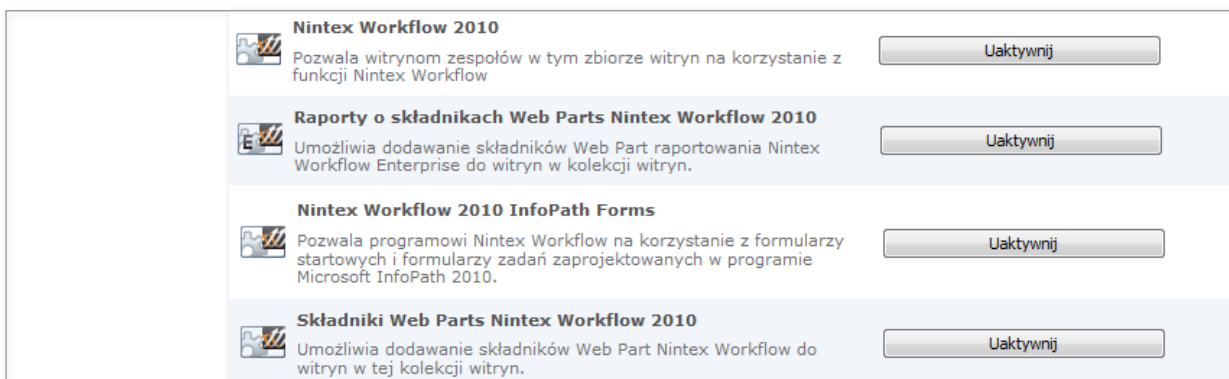 Nintex Workflow 2010
Pozwala witrynom zespołów w tym zbiorze witryn na korzystanie z
funkcji Nintex Workflow
Uaktywnij
Raporty o składnikach Web Parts Nintex Workflow 2010
Umożliwia dodawanie składników Web Part raportowania Nintex
Workflow Enterprise do witryn w kolekcji witryn.
Uaktywnij
E
Nintex Workflow 2010 InfoPath Forms
Pozwala programowi Nintex Workflow na korzystanie z formularzy
startowych i formularzy zadań zaprojektowanych w programie
Microsoft InfoPath 2010.
Uaktywnij
Składniki Web Parts Nintex Workflow 2010
Umożliwia dodawanie składników Web Part Nintex Workflow do
witryn w tej kolekcji witryn.
Uaktywnij